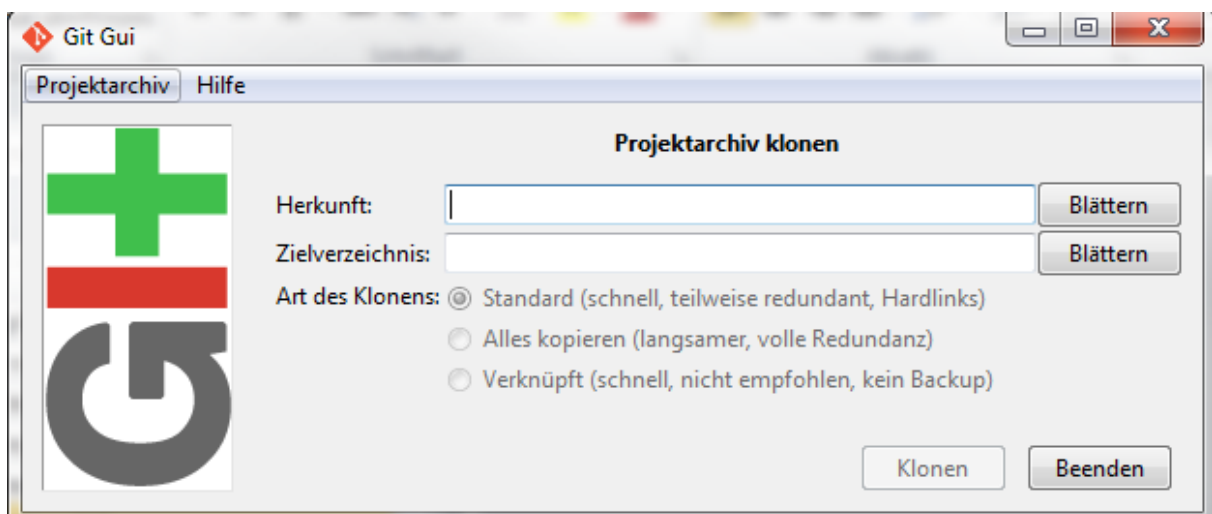 Git Gui
Projektarchiv Hilfe
GIT
Projektarchiv klonen
Herkunft: Blättern
Zielverzeichnis: Blättern
Art des Klonens: Standard (schnell, teilweise redundant, Hardlinks)
Alles kopieren (langsamer, volle Redundanz)
Verknüpft (schnell, nicht empfohlen, kein Backup)
Klonen Beenden